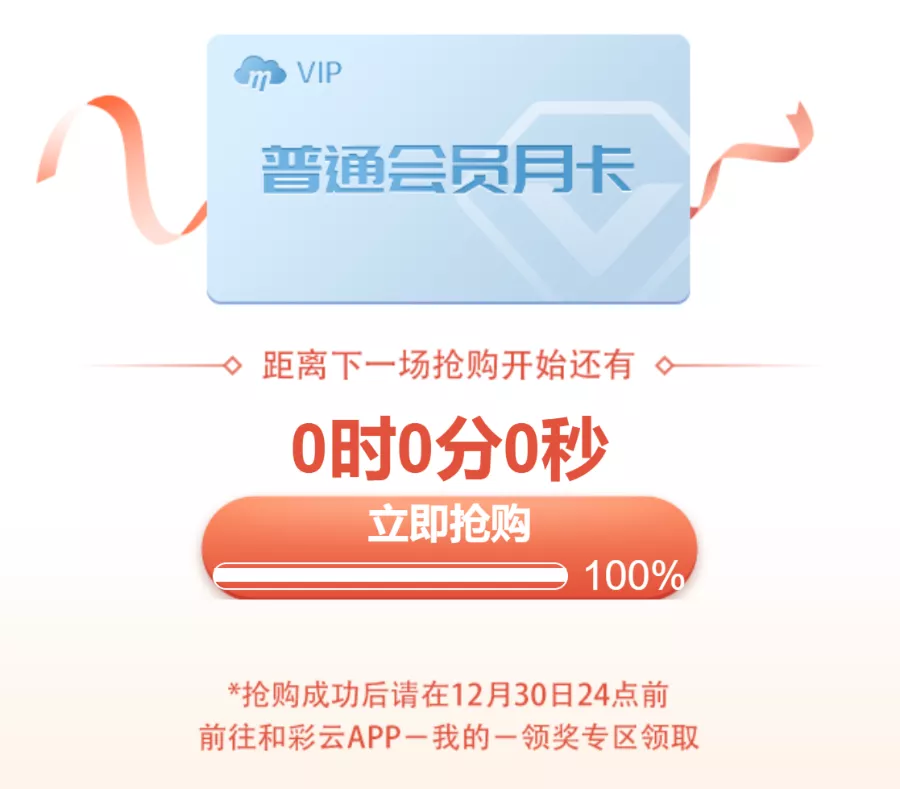 m VIP
普通会员月卡
距离下一场抢购开始还有
0时0分0秒
立即抢购
100%
*抢购成功后请在12月30日24点前
前往和彩云APP－我的－领奖专区领取